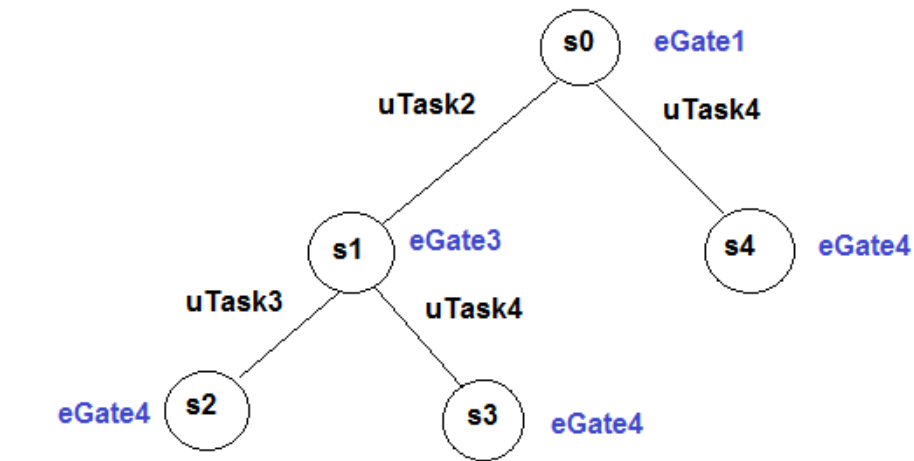 s0 eGate1
uTask2 uTask4
s1 eGate3 s4 eGate4
uTask3 uTask4
eGate4 s2 s3 eGate4